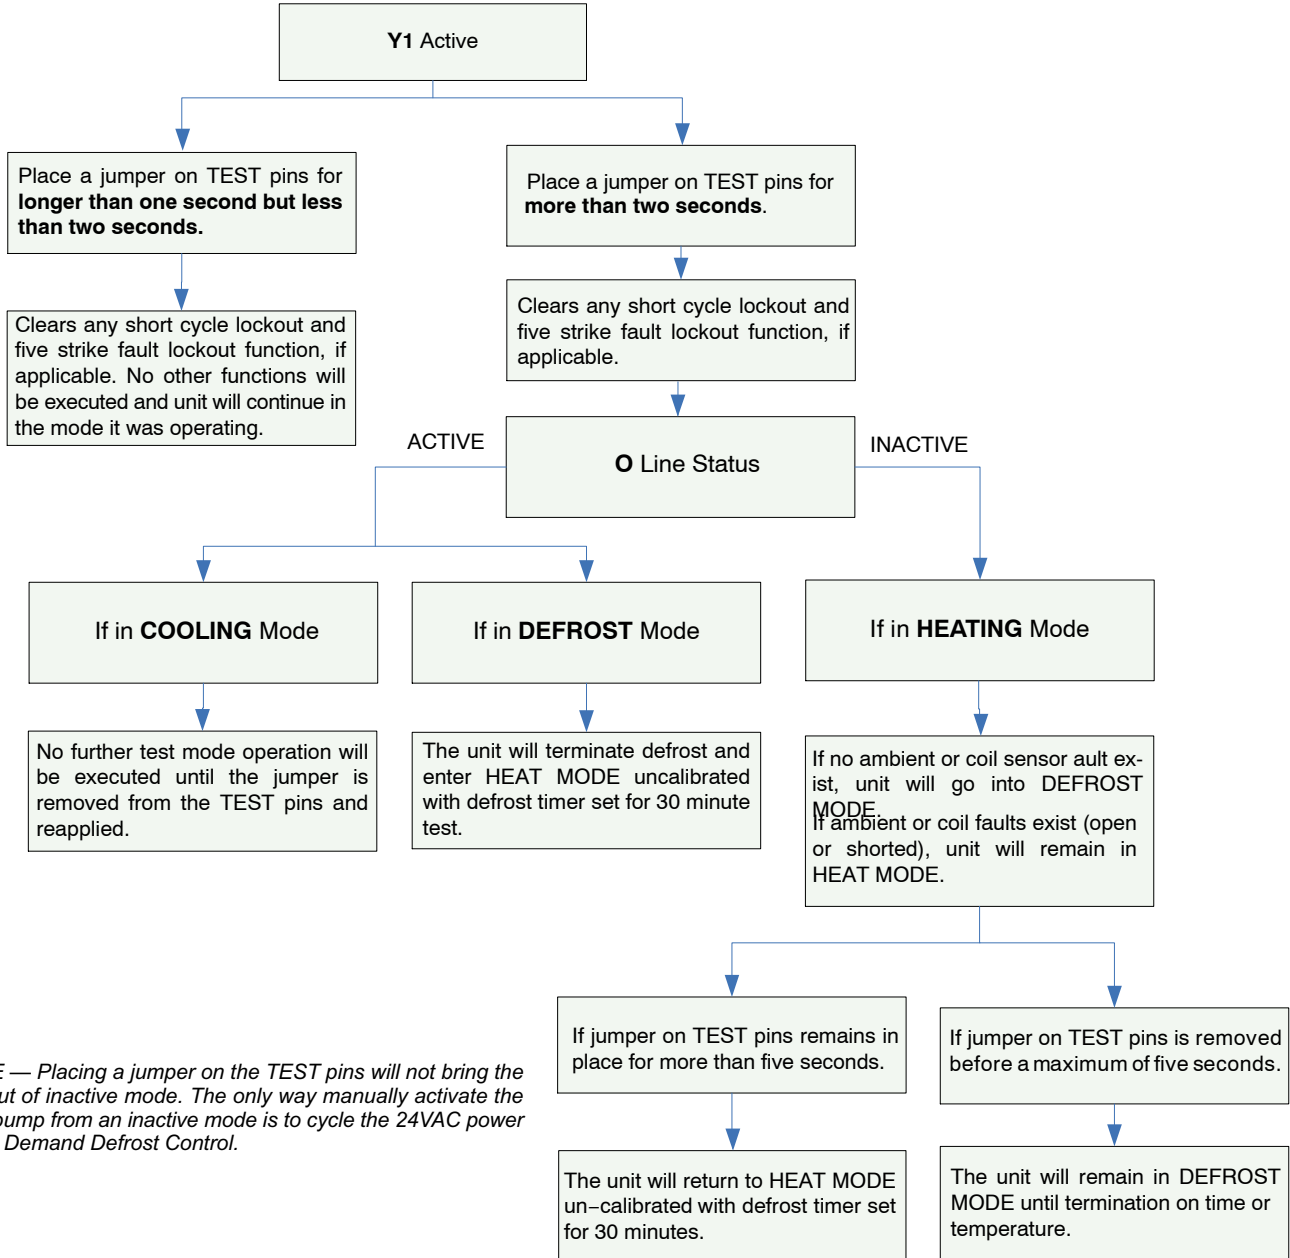 Y1 Active
Place a jumper on TEST pins for
longer than one second but less
than two seconds.
Place a jumper on TEST pins for
more than two seconds.
Clears any short cycle lockout and
five strike fault lockout function, if
applicable. No other functions will
be executed and unit will continue in
the mode it was operating.
Clears any short cycle lockout and
five strike fault lockout function, if
applicable.
ACTIVE
O Line Status
INACTIVE
If in COOLING Mode
If in DEFROST Mode
If in HEATING Mode
No further test mode operation will
be executed until the jumper is
removed from the TEST pins and
reapplied.
The unit will terminate defrost and
enter HEAT MODE uncalibrated
with defrost timer set for 30 minute
test.
If no ambient or coil sensor ault ex-
ist, unit will go into DEFROST
MODE.
If ambient or coil faults exist (open
or shorted), unit will remain in
HEAT MODE.
If jumper on TEST pins remains in
place for more than five seconds.
If jumper on TEST pins is removed
before a maximum of five seconds.
E — Placing a jumper on the TEST pins will not bring the
ut of inactive mode. The only way manually activate the
pump from an inactive mode is to cycle the 24VAC power
Demand Defrost Control.
The unit will return to HEAT MODE
un−calibrated with defrost timer set
for 30 minutes.
The unit will remain in DEFROST
MODE until termination on time or
temperature.